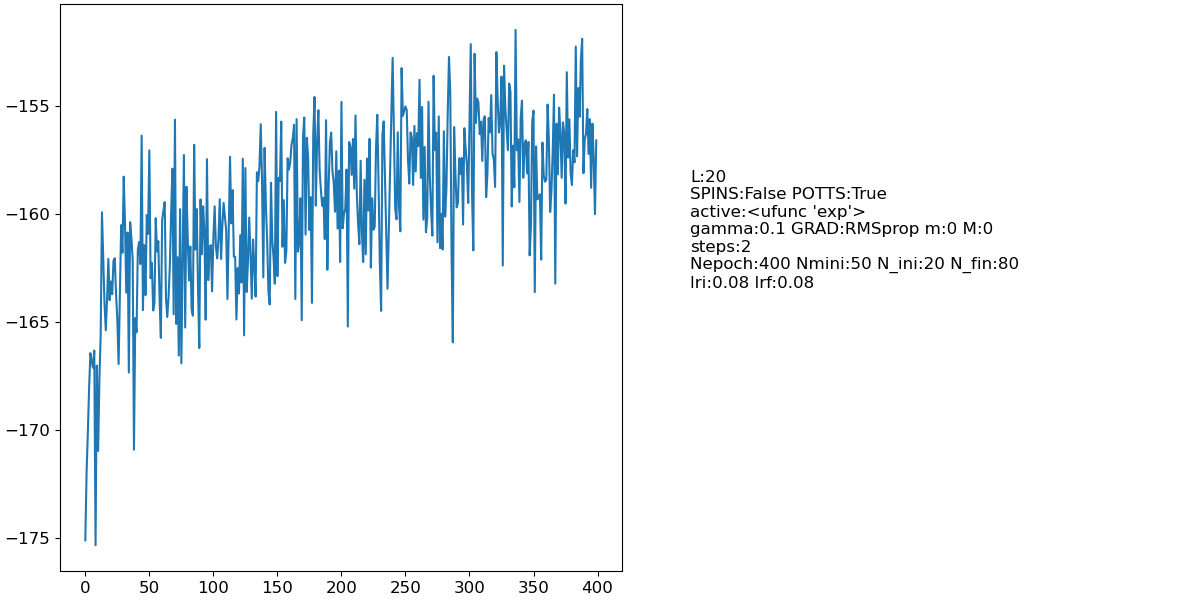 −155
−160
−165
−170
−175
0 50 100 150 200 250 300 350 400
L:20
SPINS:False POTTS:True
active:<ufunc 'exp'>
gamma:0.1 GRAD:RMSprop m:0 M:0
steps:2
Nepoch:400 Nmini:50 N_ini:20 N_fin:80
lri:0.08 lrf:0.08